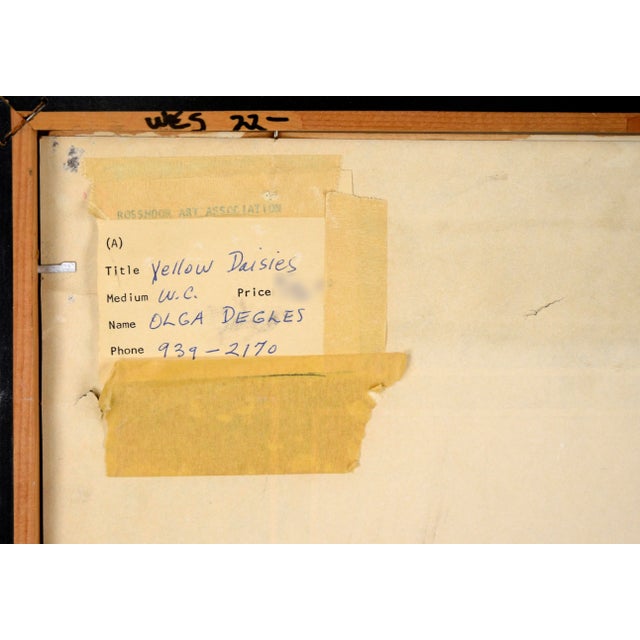 WES 22-
ROSSMOOR ART ASSOCIATION
(A)
Title Yellow Daisies
Medium W.C. Price
Name OLGA DEGLES
Phone 939-2170